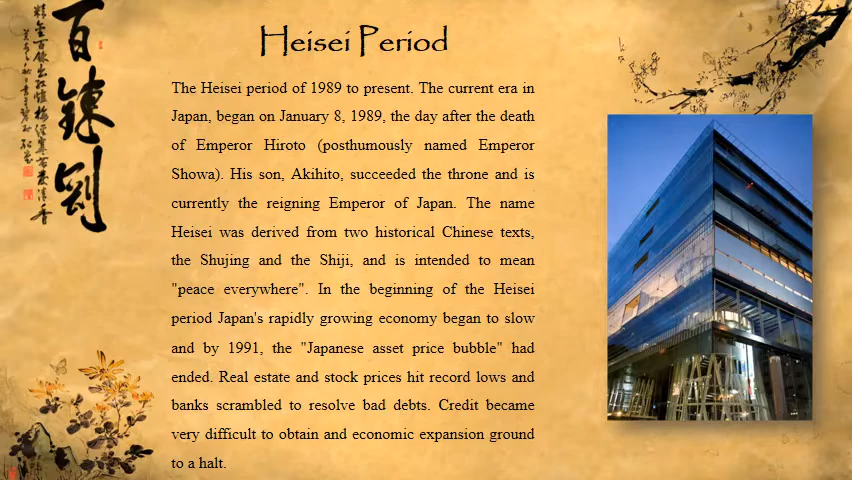 Heisei Period
The Heisei period of 1989 to present. The current era in
Japan, began on January 8, 1989, the day after the death
of Emperor Hiroto (posthumously named Emperor
Showa). His son, Akihito, succeeded the throne and is
currently the reigning Emperor of Japan. The name
Heisei was derived from two historical Chinese texts,
the Shujing and the Shiji, and is intended to mean
"peace everywhere". In the beginning of the Heisei
period Japan's rapidly growing economy began to slow
and by 1991, the "Japanese asset price bubble" had
ended. Real estate and stock prices hit record lows and
banks scrambled to resolve bad debts. Credit became
very difficult to obtain and economic expansion ground
to a halt.
百鍊剛